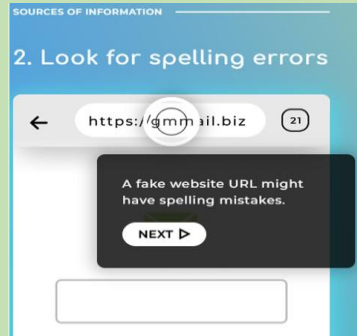 SOURCES OF INFORMATION
2. Look for spelling errors
https://gmmail.biz
21
A fake website URL might
have spelling mistakes.
NEXT